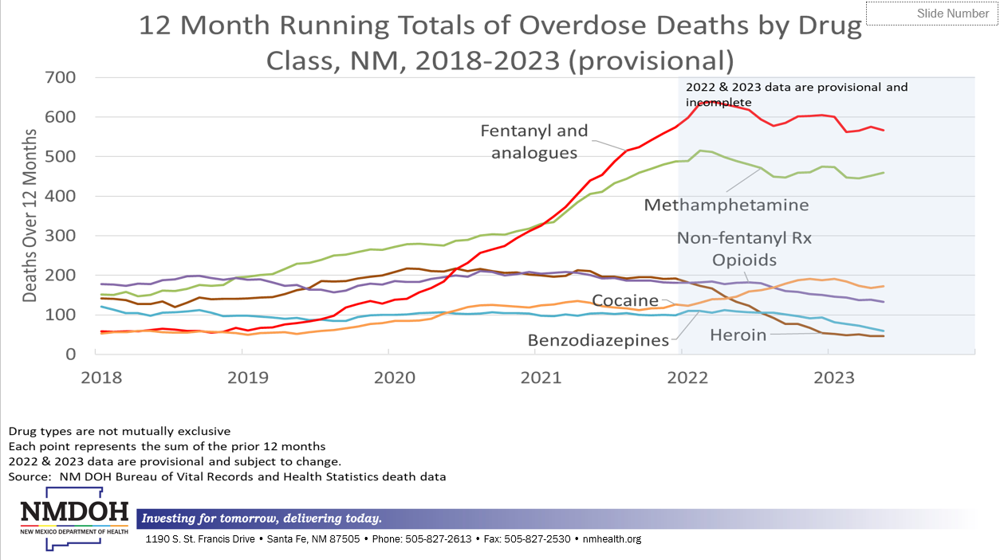 Slide Number
12 Month Running Totals of Overdose Deaths by Drug
Class, NM, 2018-2023 (provisional)
Deaths Over 12 Months
700
600
500
400
300
200
100
0
2022 & 2023 data are provisional and
incomplete
Fentanyl and
analogues
Methamphetamine
Non-fentanyl Rx
Opioids
Cocaine
Benzodiazepines
Heroin
2018
2019
2020
2021
2022
2023
Drug types are not mutually exclusive
Each point represents the sum of the prior 12 months
2022 & 2023 data are provisional and subject to change.
Source:  NM DOH Bureau of Vital Records and Health Statistics death data
NMDOH
NEW MEXICO DEPARTMENT OF HEALTH
Investing for tomorrow, delivering today.
1190 S. St. Francis Drive • Santa Fe, NM 87505 • Phone: 505-827-2613 • Fax: 505-827-2530 • nmhealth.org